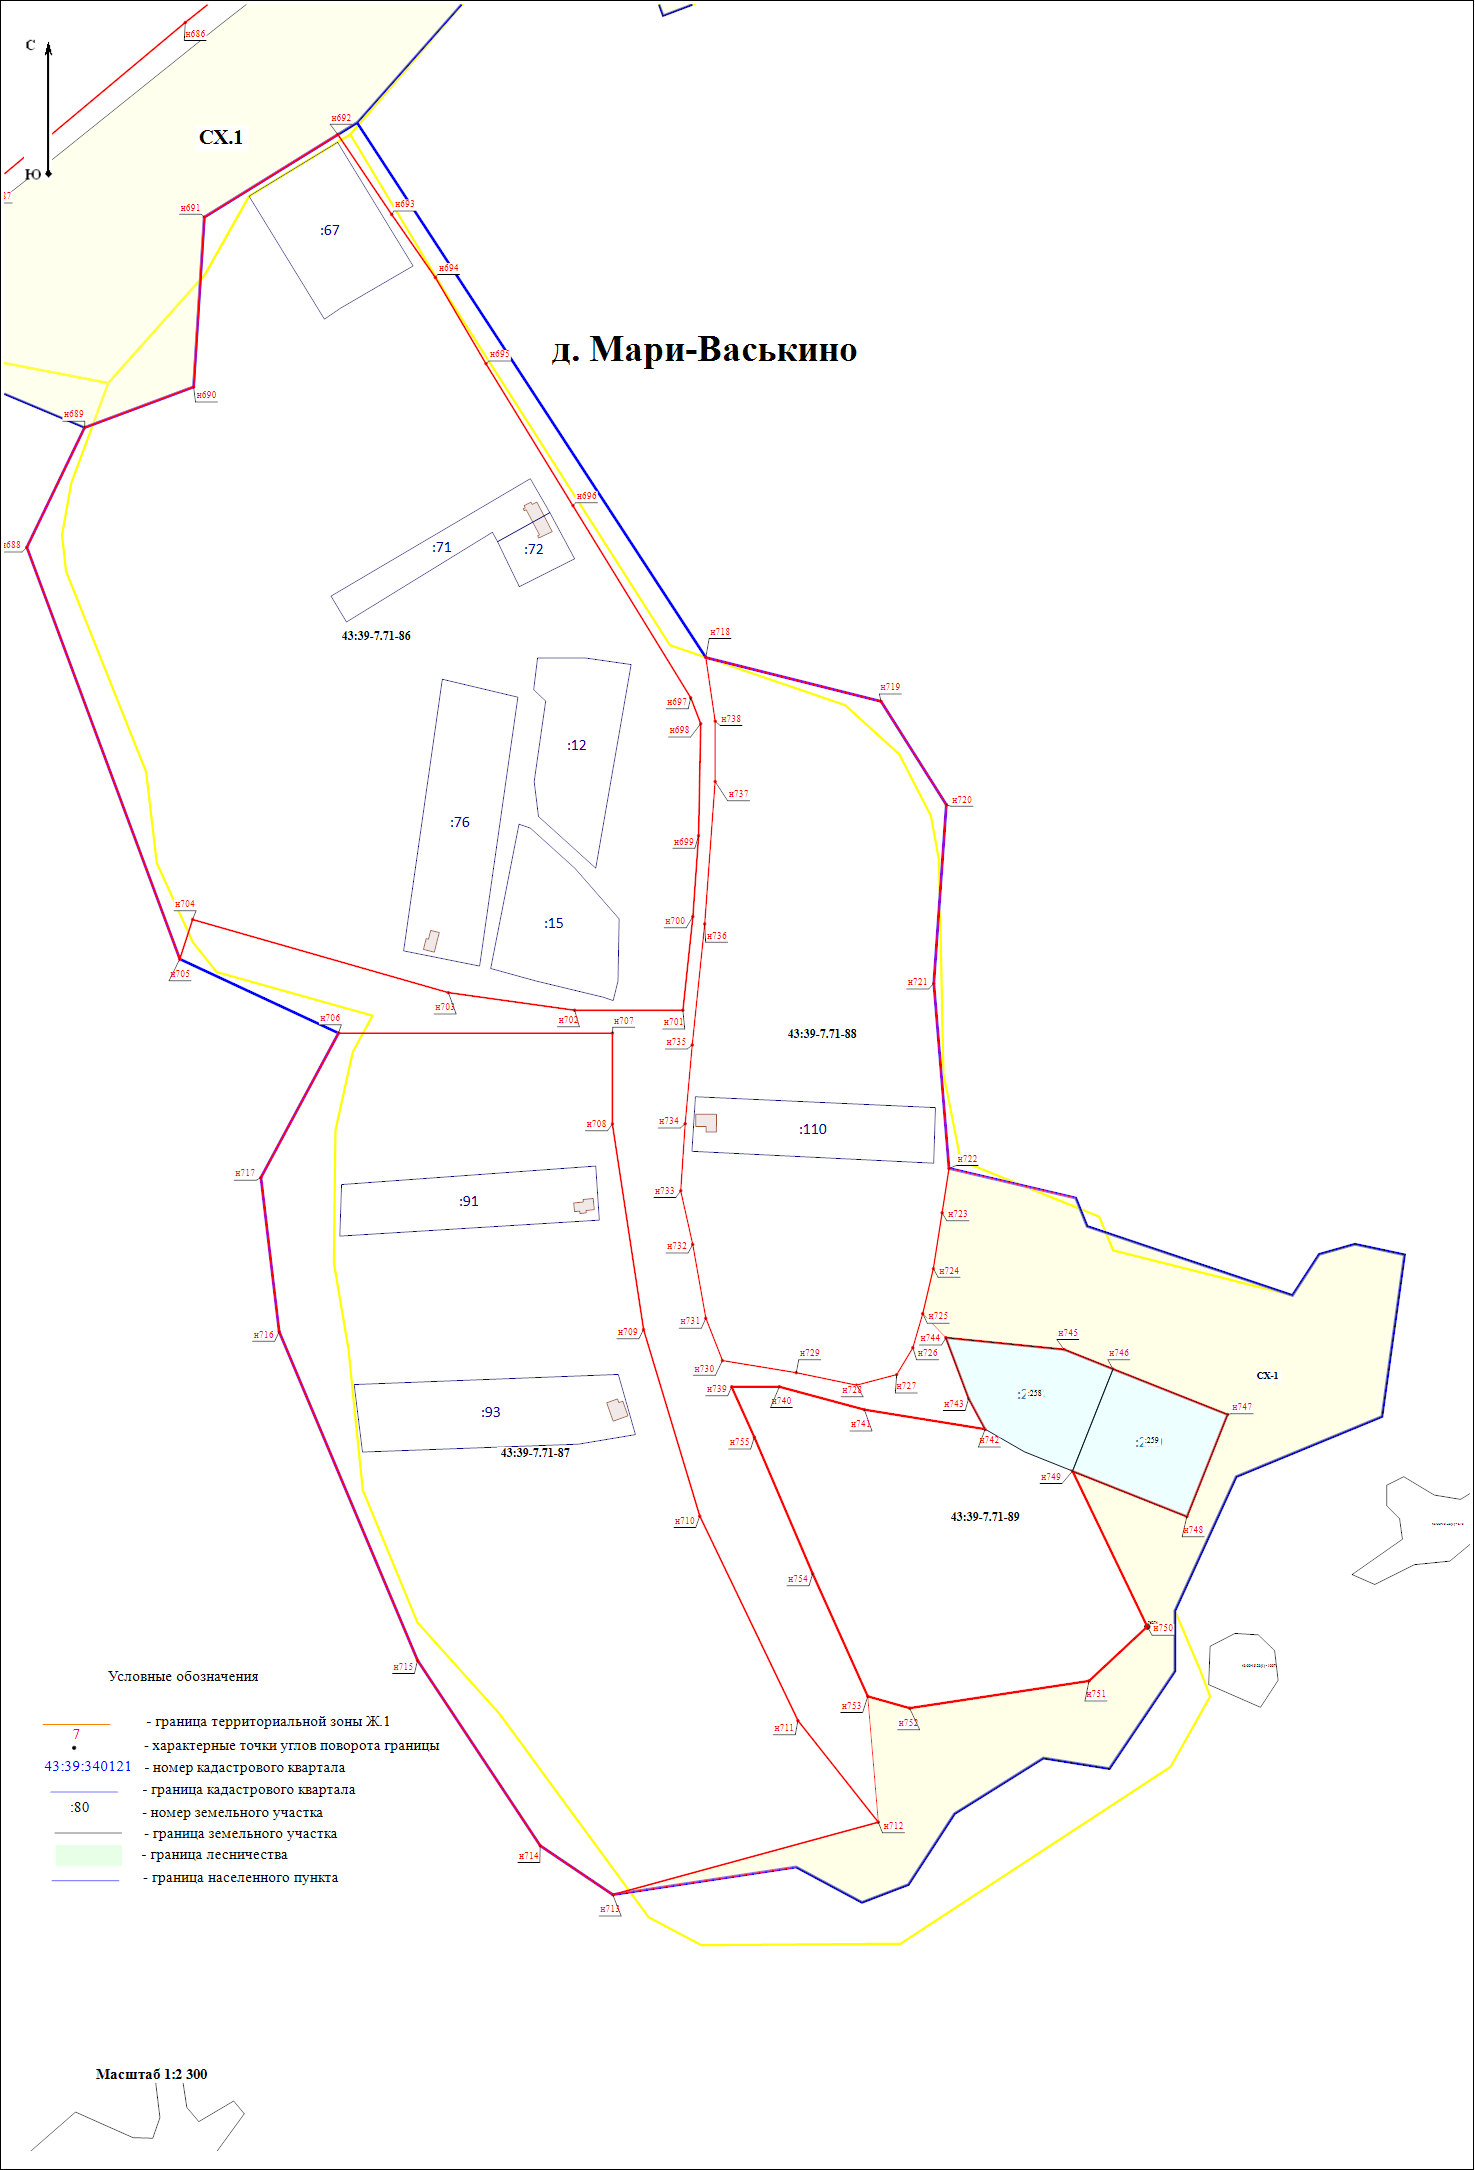 н686
С
н692
СХ.1
Ю
н693
н691
:67
н694
д. Мари-Васькино
н695
н690
н689
н696
:71
:72
н718
43:39-7.71-86
н719
н697
н738
н698
:12
н737
н720
:76
н699
н704
н700
:15
н736
н705
н721
н703
н702
н701
н706
н707
43:39-7.71-88
н735
н708
н734
:110
н722
н717
н733
:91
н723
н732
н724
н725
н731
н709
н716
н744
н745
н726
н746
н729
н730
СХ-1
н727
н739
н728
:258
н740
н743
н747
:93
н741
н742
н755
:259
43:39-7.71-87
н749
43:39-7.71-89
н710
н748
н754
н750
н715
Условные обозначения
н751
н753
н752
- граница территориальной зоны Ж.1
н711
7
- характерные точки углов поворота границы
43:39:340121 - номер кадастрового квартала
- граница кадастрового квартала
:80 - номер земельного участка
н712
- граница земельного участка
н714
- граница лесничества
- граница населенного пункта
н713
Масштаб 1:2 300